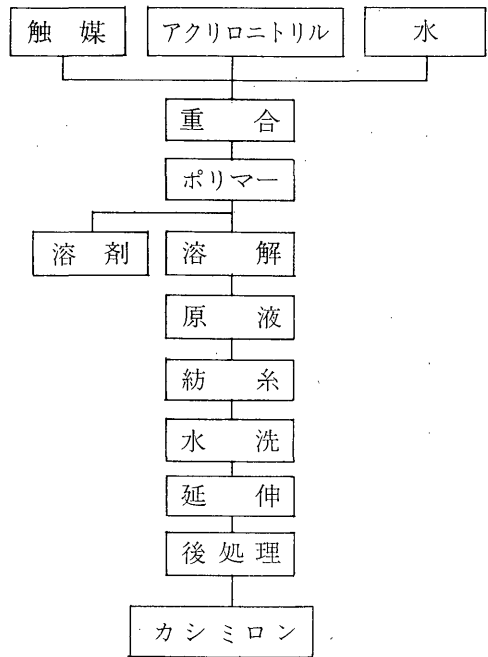 触媒 アクリロニトリル 水
重合
ポリマー
溶剤 溶解
原液
紡糸
水洗
延伸
後処理
カシミロン